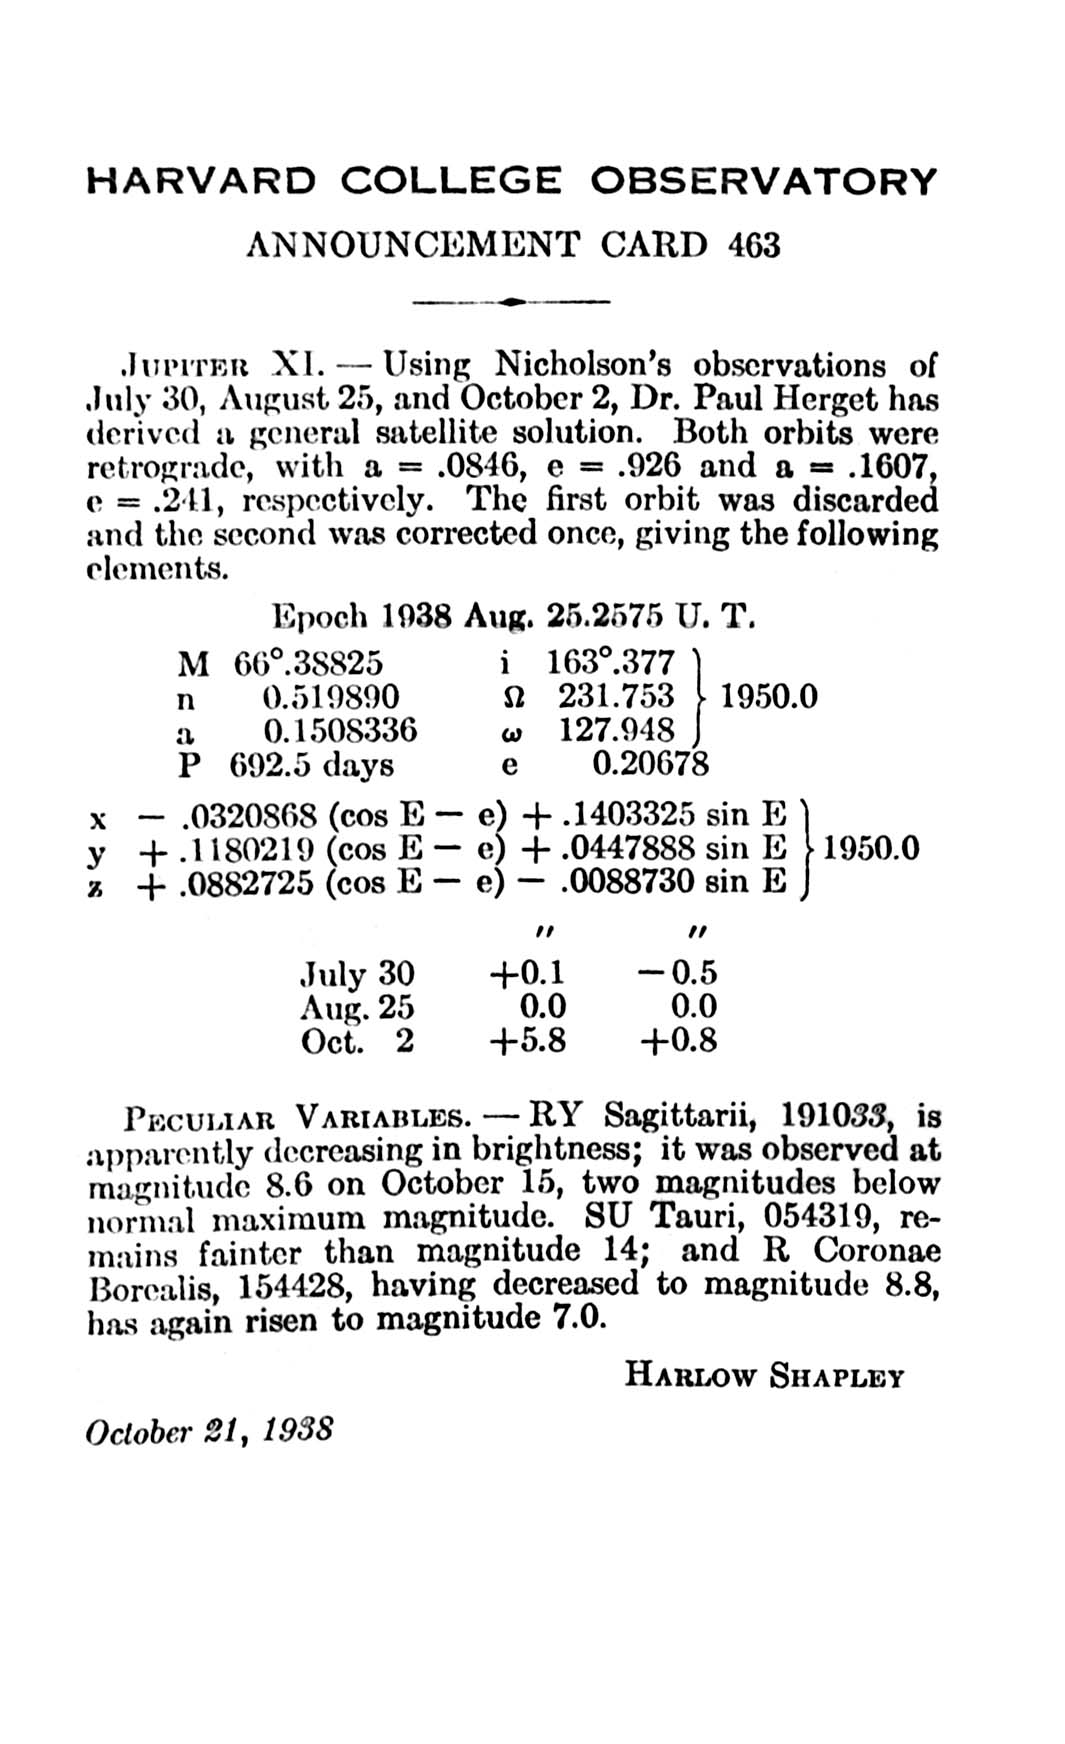 HARVARD COLLEGE OBSERVATORY
ANNOUNCEMENT CARD 463
JUPITER XI. — Using Nicholson's observations of
July 30, August 25, and October 2, Dr. Paul Herget has
derived a general satellite solution. Both orbits were
retrograde, with a = .0846, e = .926 and a = .1607,
e = .241, respectively. The first orbit was discarded
and the second was corrected once, giving the following
elements.
Epoch 1938 Aug. 25.2575 U. T.
M 66°.38825 i 163°.377
n 0.519890 Ω 231.753 } 1950.0
a 0.1508336 ω 127.948
P 692.5 days e 0.20678
x — .0320868 (cos E — e) + .1403325 sin E
y + .1180219 (cos E — e) + .0447888 sin E } 1950.0
z + .0882725 (cos E — e) — .0088730 sin E
" "
July 30 +0.1 —0.5
Aug. 25 0.0 0.0
Oct. 2 +5.8 +0.8
PECULIAR VARIABLES. — RY Sagittarii, 191033, is
apparently decreasing in brightness; it was observed at
magnitude 8.6 on October 15, two magnitudes below
normal maximum magnitude. SU Tauri, 054319, re-
mains fainter than magnitude 14; and R Coronae
Borealis, 154428, having decreased to magnitude 8.8,
has again risen to magnitude 7.0.
HARLOW SHAPLEY
October 21, 1938